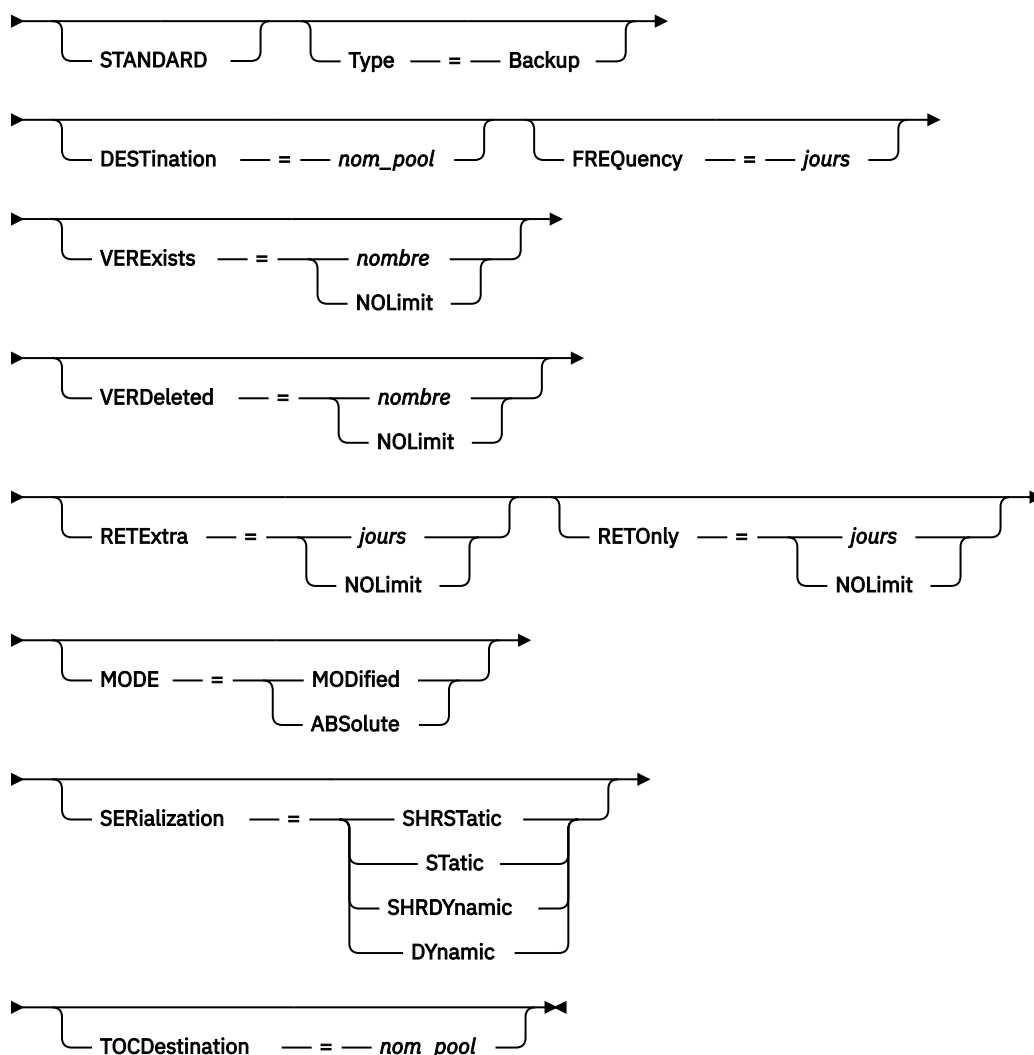 STANDARD Type = Backup
DESTination = nom_pool FREQuency = jours
VERExists = nombre
NOLimit
VERDeleted = nombre
NOLimit
RETExtra = jours RETOnly = jours
NOLimit NOLimit
MODE = MODified
ABSolute
SERialization = SHRSTatic
STatic
SHRDYnamic
DYnamic
TOCDestination = nom_pool